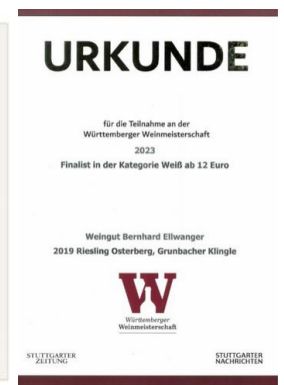 URKUNDE
für die Teilnahme an der
Württemberger Weinmeisterschaft
2023
Finalist in der Kategorie Weiß ab 12 Euro
Weingut Bernhard Ellwanger
2019 Riesling Osterberg, Grunbacher Klingle
W
Württemberger
Weinmeisterschaft
STUTTGARTER
ZEITUNG
STUTTGARTER
NACHRICHTEN